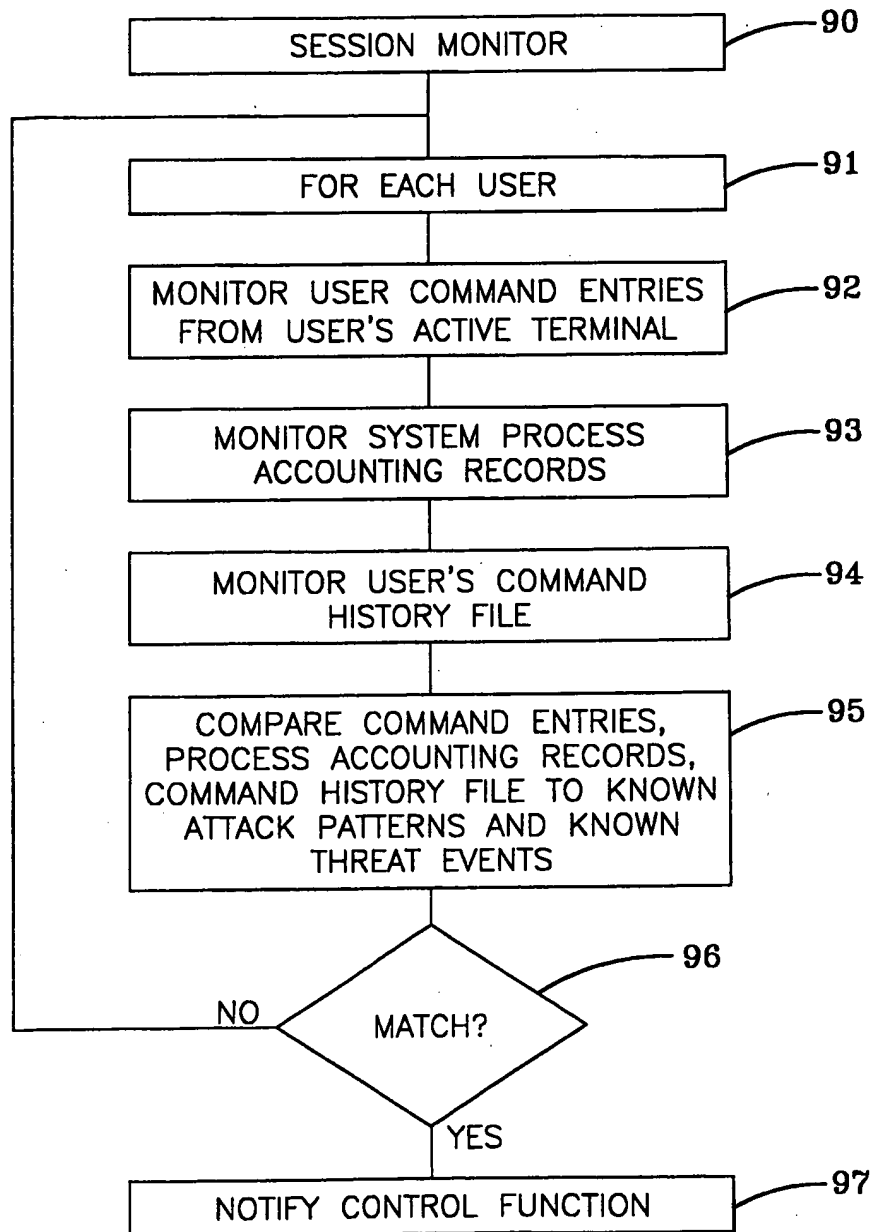 SESSION MONITOR
90
FOR EACH USER
91
MONITOR USER COMMAND ENTRIES
FROM USER'S ACTIVE TERMINAL
92
MONITOR SYSTEM PROCESS
ACCOUNTING RECORDS
93
MONITOR USER'S COMMAND
HISTORY FILE
94
COMPARE COMMAND ENTRIES,
PROCESS ACCOUNTING RECORDS,
COMMAND HISTORY FILE TO KNOWN
ATTACK PATTERNS AND KNOWN
THREAT EVENTS
95
MATCH?
96
NO
YES
NOTIFY CONTROL FUNCTION
97